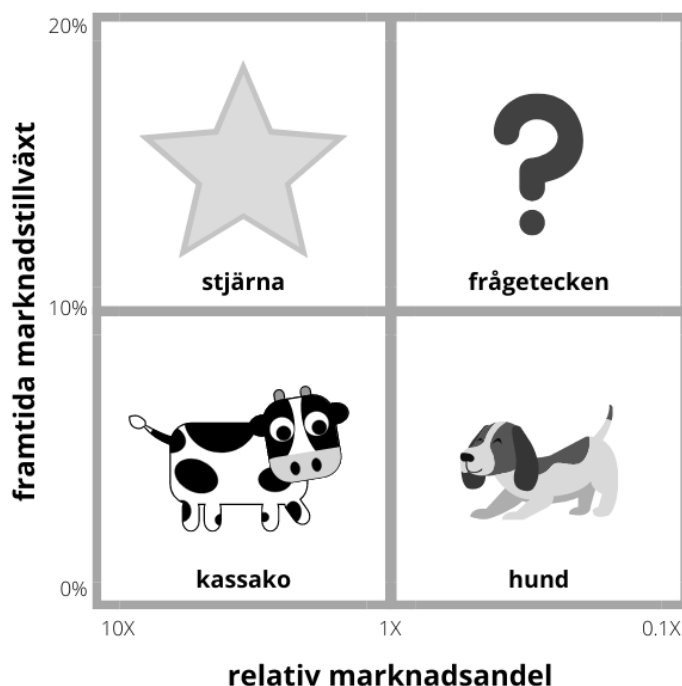 20%
framtida marknadstillväxt
stjärna
frågetecken
10%
kassako
hund
0%
10X
1X
0.1X
relativ marknadsandel